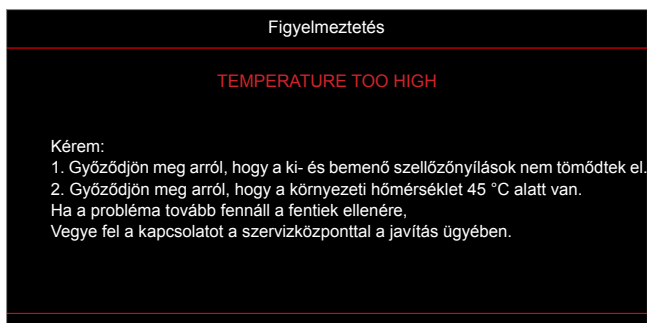 Figyelmeztetés
TEMPERATURE TOO HIGH
Kérem:
1. Győződjön meg arról, hogy a ki- és bemenő szellőzőnyílások nem tömődtek el.
2. Győződjön meg arról, hogy a környezeti hőmérséklet 45 °C alatt van.
Ha a probléma tovább fennáll a fentiek ellenére,
Vegye fel a kapcsolatot a szervizközponttal a javítás ügyében.